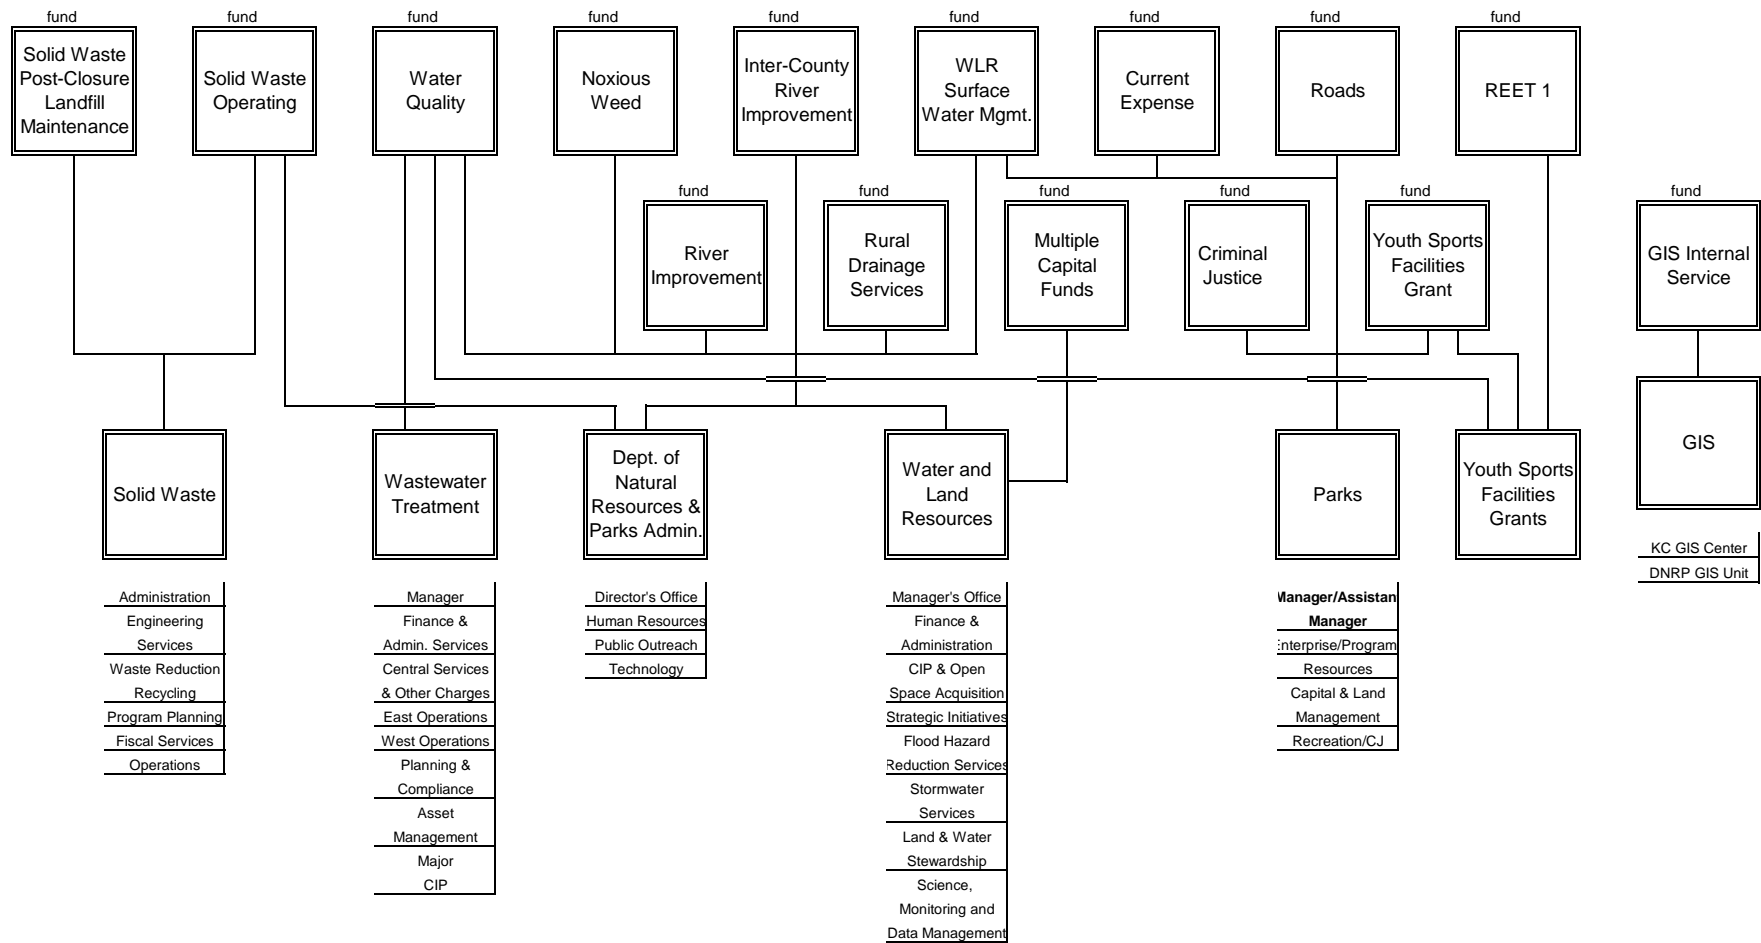 fund
Solid Waste
Post-Closure
Landfill
Maintenance
fund
Solid Waste
Operating
fund
Water
Quality
fund
Noxious
Weed
fund
Inter-County
River
Improvement
fund
WLR
Surface
Water Mgmt.
fund
Current
Expense
fund
Roads
fund
REET 1
fund
River
Improvement
fund
Rural
Drainage
Services
fund
Multiple
Capital
Funds
fund
Criminal
Justice
fund
Youth Sports
Facilities
Grant
fund
GIS Internal
Service
Solid Waste
Wastewater
Treatment
Dept. of
Natural
Resources &
Parks Admin.
Water and
Land
Resources
Parks
Youth Sports
Facilities
Grants
GIS
KC GIS Center
DNRP GIS Unit
Administration
Engineering
Services
Waste Reduction
Recycling
Program Planning
Fiscal Services
Operations
Manager
Finance &
Admin. Services
Central Services
& Other Charges
East Operations
West Operations
Planning &
Compliance
Asset
Management
Major
CIP
Director's Office
Human Resources
Public Outreach
Technology
Manager's Office
Finance &
Administration
CIP & Open
Space Acquisition
Strategic Initiatives
Flood Hazard
Reduction Services
Stormwater
Services
Land & Water
Stewardship
Science,
Monitoring and
Data Management
Manager/Assistan
Manager
Enterprise/Program
Resources
Capital & Land
Management
Recreation/CJ